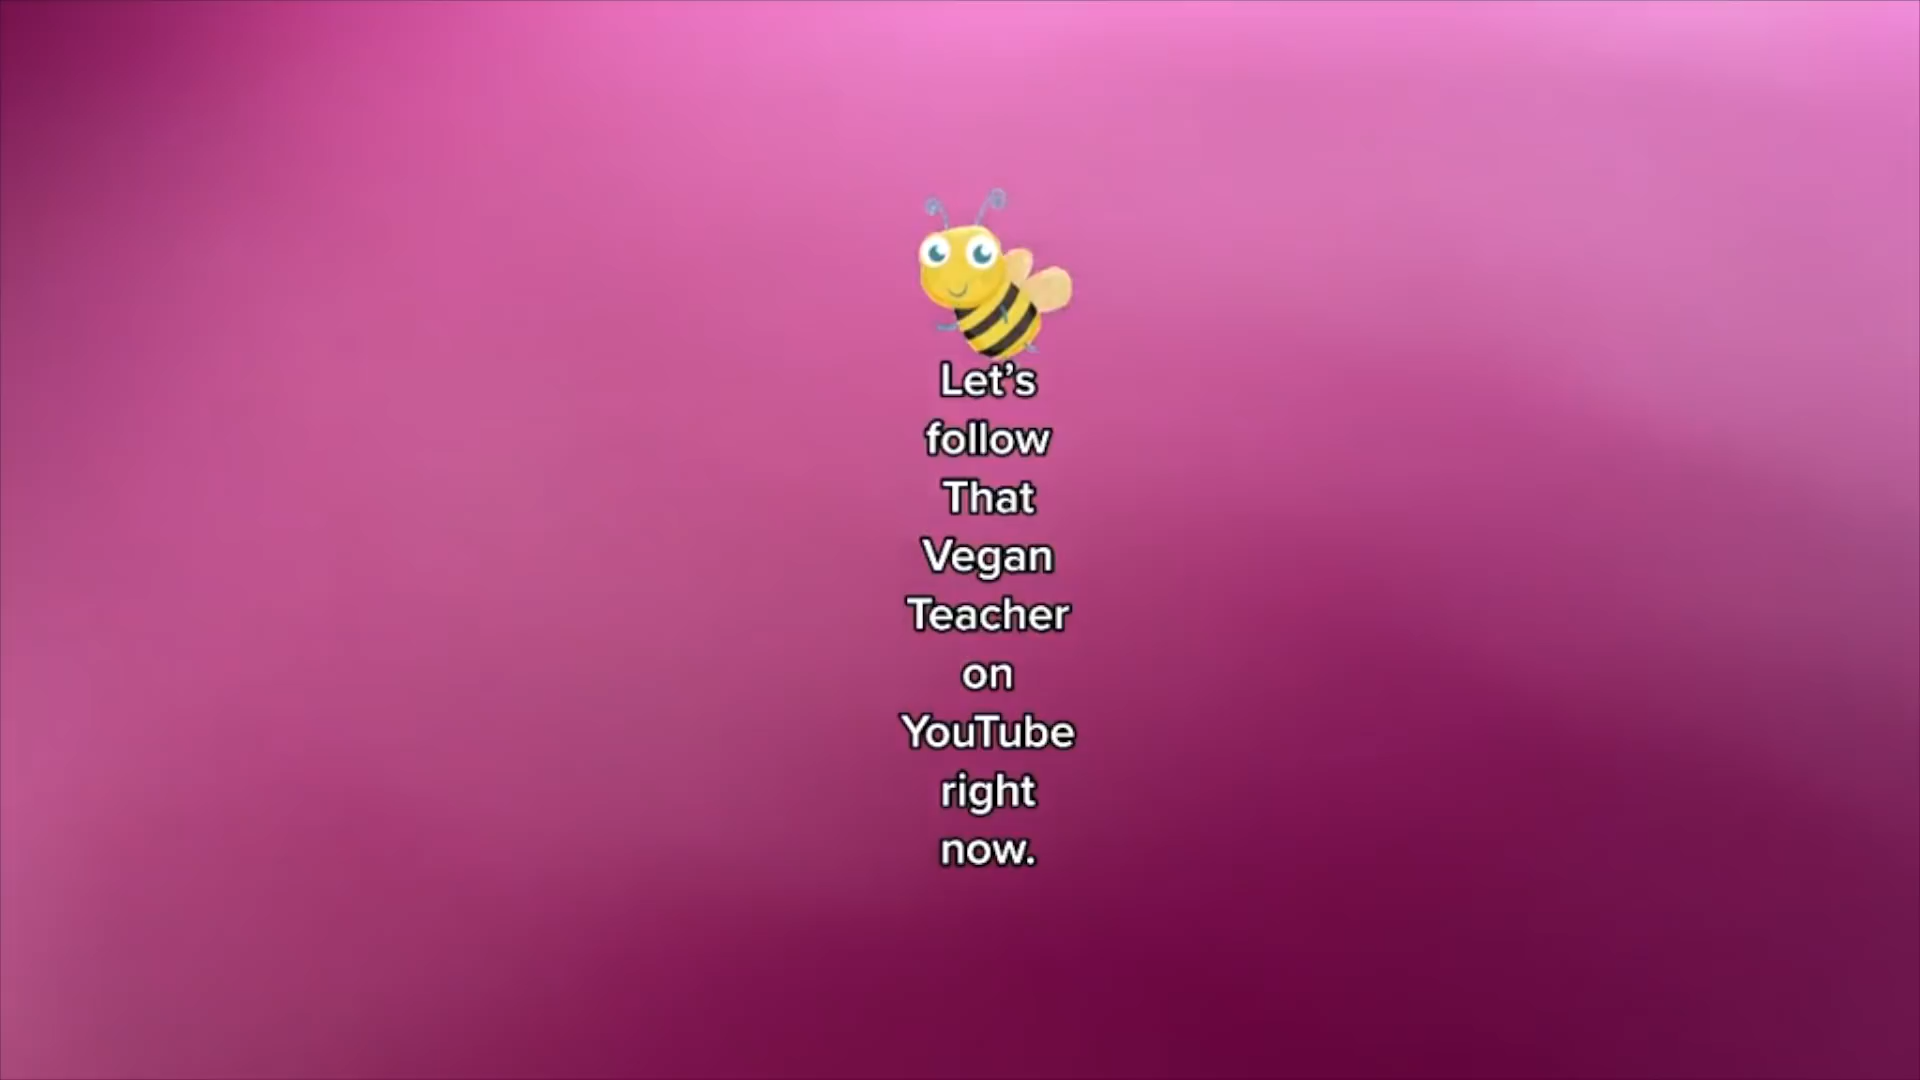 Let’s
follow
That
Vegan
Teacher
on
YouTube
right
now.